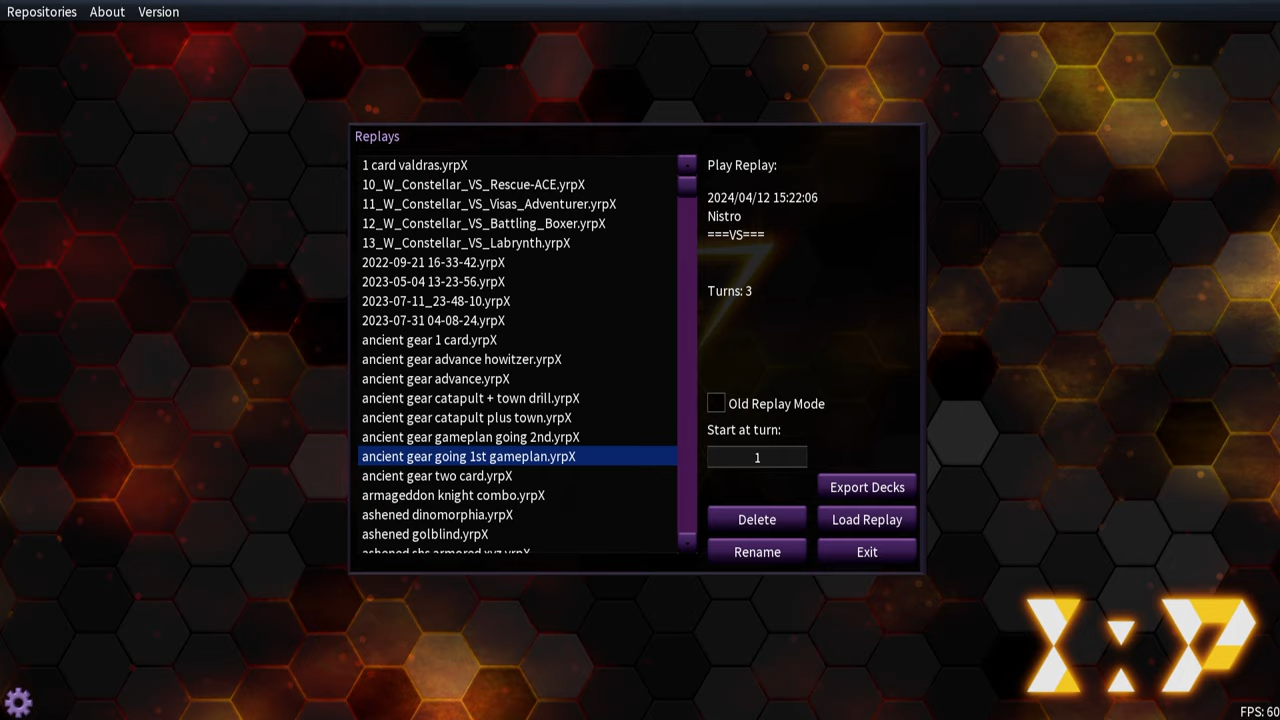 Repositories About Version
Replays
1 card valdras.yrpX
10_W_Constellar_VS_Rescue-ACE.yrpX
11_W_Constellar_VS_Visas_Adventurer.yrpX
12_W_Constellar_VS_Battling_Boxer.yrpX
13_W_Constellar_VS_Labrynth.yrpX
2022-09-21 16-33-42.yrpX
2023-05-04 13-23-56.yrpX
2023-07-11_23-48-10.yrpX
2023-07-31 04-08-24.yrpX
ancient gear 1 card.yrpX
ancient gear advance howitzer.yrpX
ancient gear advance.yrpX
ancient gear catapult + town drill.yrpX
ancient gear catapult plus town.yrpX
ancient gear gameplan going 2nd.yrpX
ancient gear going 1st gameplan.yrpX
ancient gear two card.yrpX
armageddon knight combo.yrpX
ashened dinomorphia.yrpX
ashened golblind.yrpX
ashened shs armored xyz.yrpX
Play Replay:
2024/04/12 15:22:06
Nistro
===VS===
Turns: 3
Old Replay Mode
Start at turn:
1
Export Decks
Delete Load Replay
Rename Exit
X:P
FPS: 60